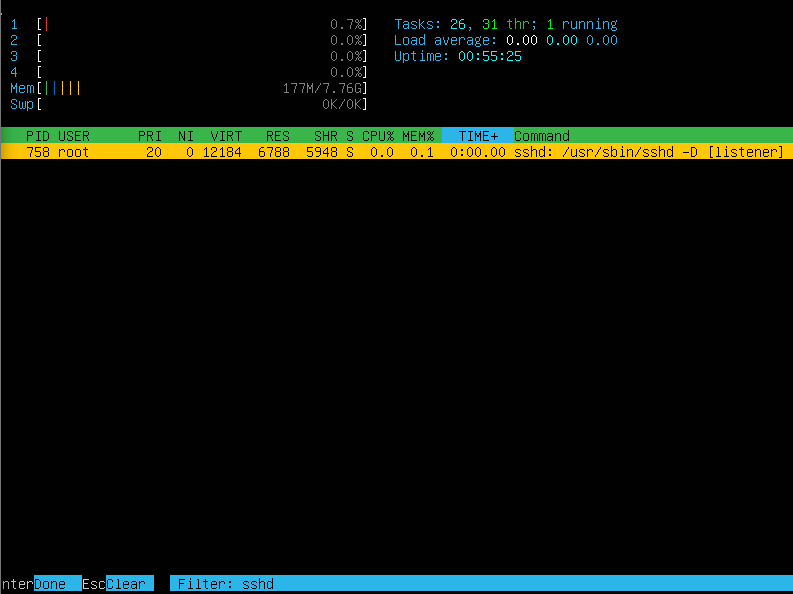 1 [| 0.7%] Tasks: 26, 31 thr; 1 running
2 [ 0.0%] Load average: 0.00 0.00 0.00
3 [ 0.0%] Uptime: 00:55:25
4 [ 0.0%]
Mem[||||| 177M/7.76G]
Swp[ 0K/0K]
PID USER PRI NI VIRT RES SHR S CPU% MEM% TIME+ Command
758 root 20 0 12184 6788 5948 S 0.0 0.1 0:00.00 sshd: /usr/sbin/sshd -D [listener]
nterDone EscClear Filter: sshd